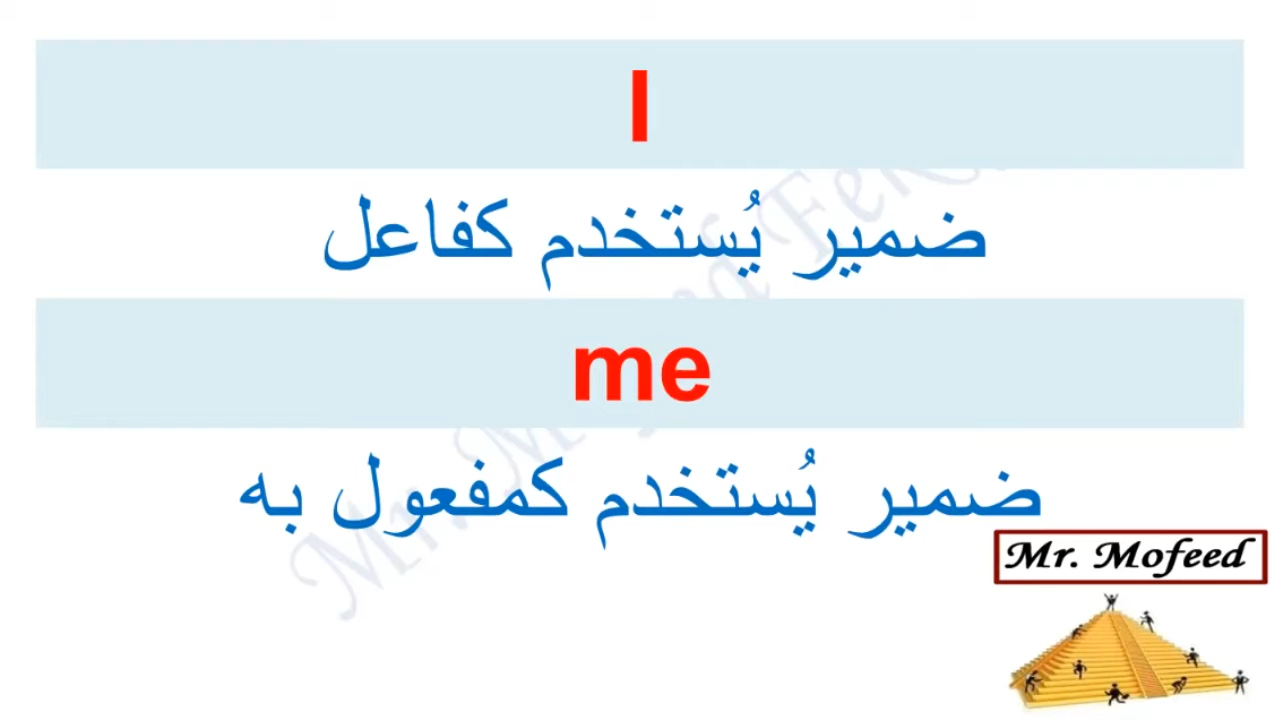 I
ضمير يُستخدم كفاعل
me
ضمير يُستخدم كمفعول به
Mr. Mofeed